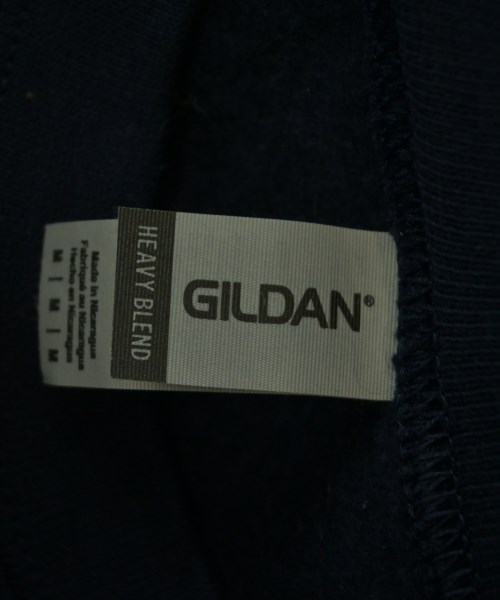 HEAVY BLEND
GILDAN®
Made in Nicaragua
Fabriqué au Nicaragua
Hecho en Nicaragua
M | M | M